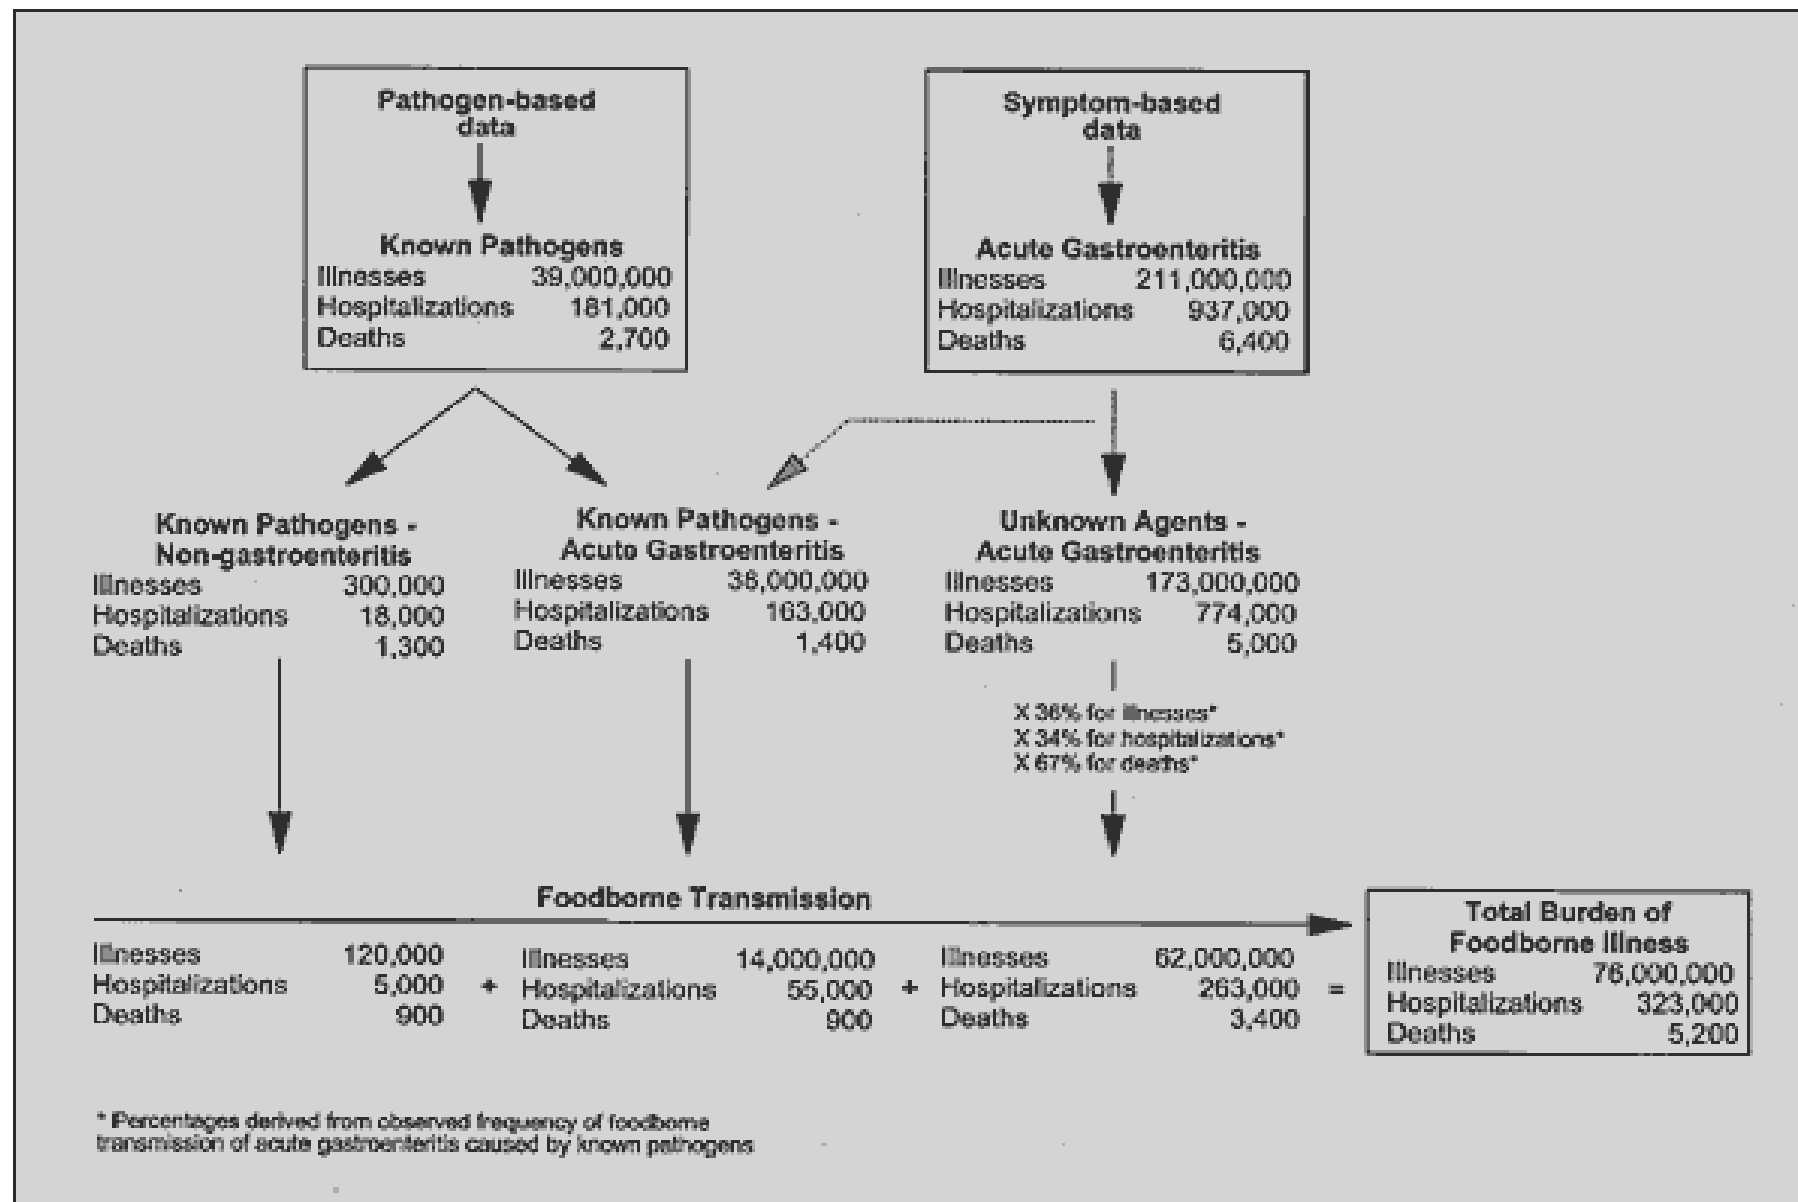 Pathogen-based
data
Known Pathogens
Illnesses 39,000,000
Hospitalizations 181,000
Deaths 2,700
Symptom-based
data
Acute Gastroenteritis
Illnesses 211,000,000
Hospitalizations 937,000
Deaths 6,400
Known Pathogens -
Non-gastroenteritis
Illnesses 300,000
Hospitalizations 18,000
Deaths 1,300
Known Pathogens -
Acute Gastroenteritis
Illnesses 38,000,000
Hospitalizations 163,000
Deaths 1,400
Unknown Agents -
Acute Gastroenteritis
Illnesses 173,000,000
Hospitalizations 774,000
Deaths 5,000
X 36% for illnesses*
X 34% for hospitalizations*
X 67% for deaths*
Foodborne Transmission
Illnesses 120,000
Hospitalizations 5,000
Deaths 900
+
Illnesses 14,000,000
Hospitalizations 55,000
Deaths 900
+
Illnesses 62,000,000
Hospitalizations 263,000
Deaths 3,400
=
Total Burden of
Foodborne Illness
Illnesses 76,000,000
Hospitalizations 323,000
Deaths 5,200
* Percentages derived from observed frequency of foodborne
transmission of acute gastroenteritis caused by known pathogens